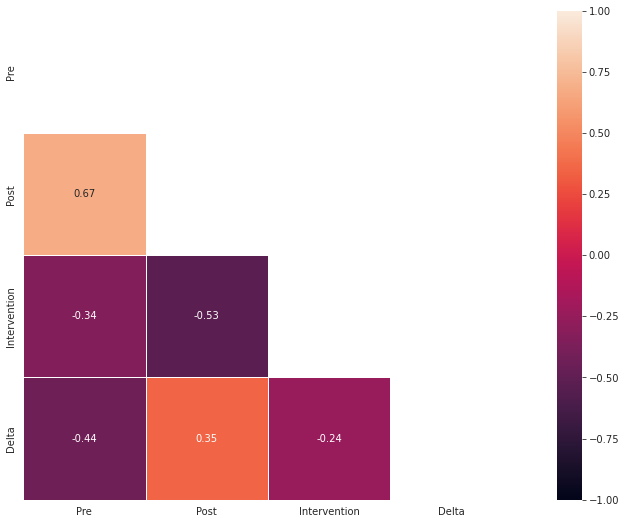 Pre
Post
0.67
Intervention
-0.34
-0.53
Delta
-0.44
0.35
-0.24
Pre
Post
Intervention
Delta
1.00
0.75
0.50
0.25
0.00
−0.25
−0.50
−0.75
−1.00